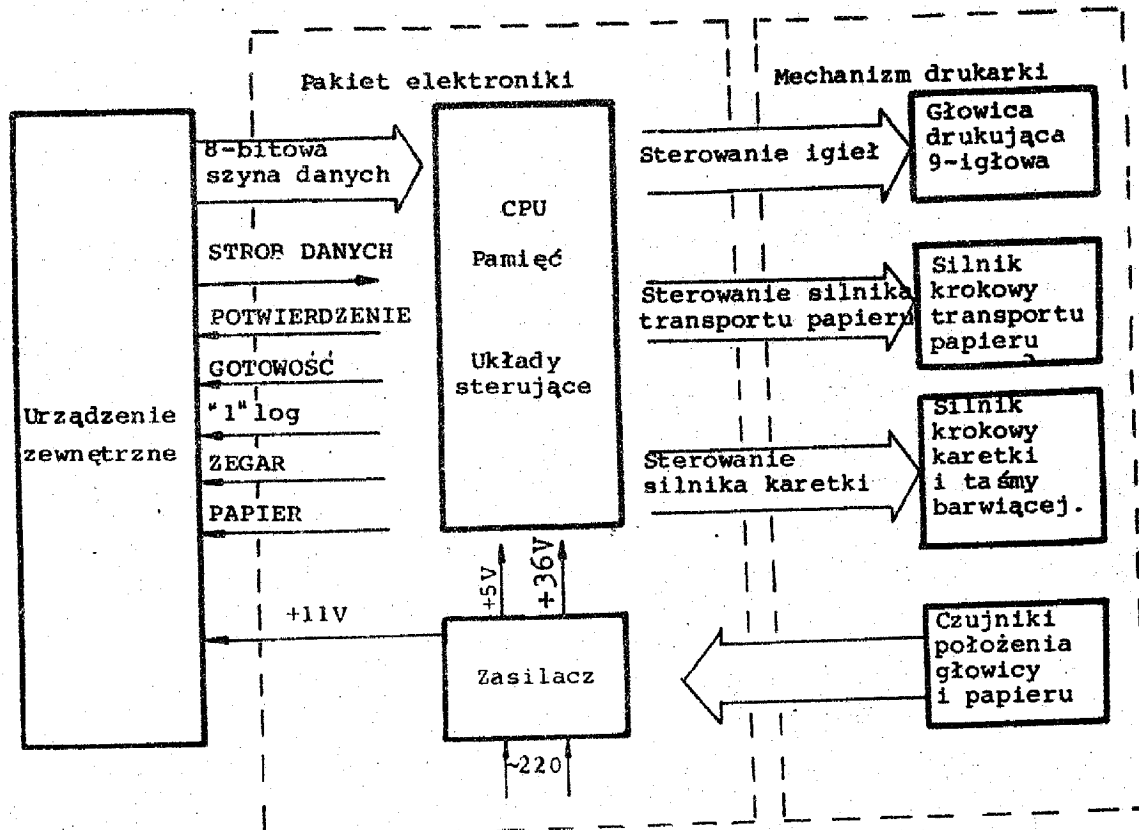 Pakiet elektroniki
Mechanizm drukarki
Urządzenie
zewnętrzne
8-bitowa
szyna danych
STROB DANYCH
POTWIERDZENIE
GOTOWOŚĆ
"1" log
ZEGAR
PAPIER
+11V
CPU
Pamięć
Układy
sterujące
+5V
+36V
Zasilacz
~220
Sterowanie igieł
Sterowanie silnika
transportu papieru
Sterowanie
silnika karetki
Głowica
drukująca
9-igłowa
Silnik
krokowy
transportu
papieru
Silnik
krokowy
karetki
i taśmy
barwiącej.
Czujniki
położenia
głowicy
i papieru